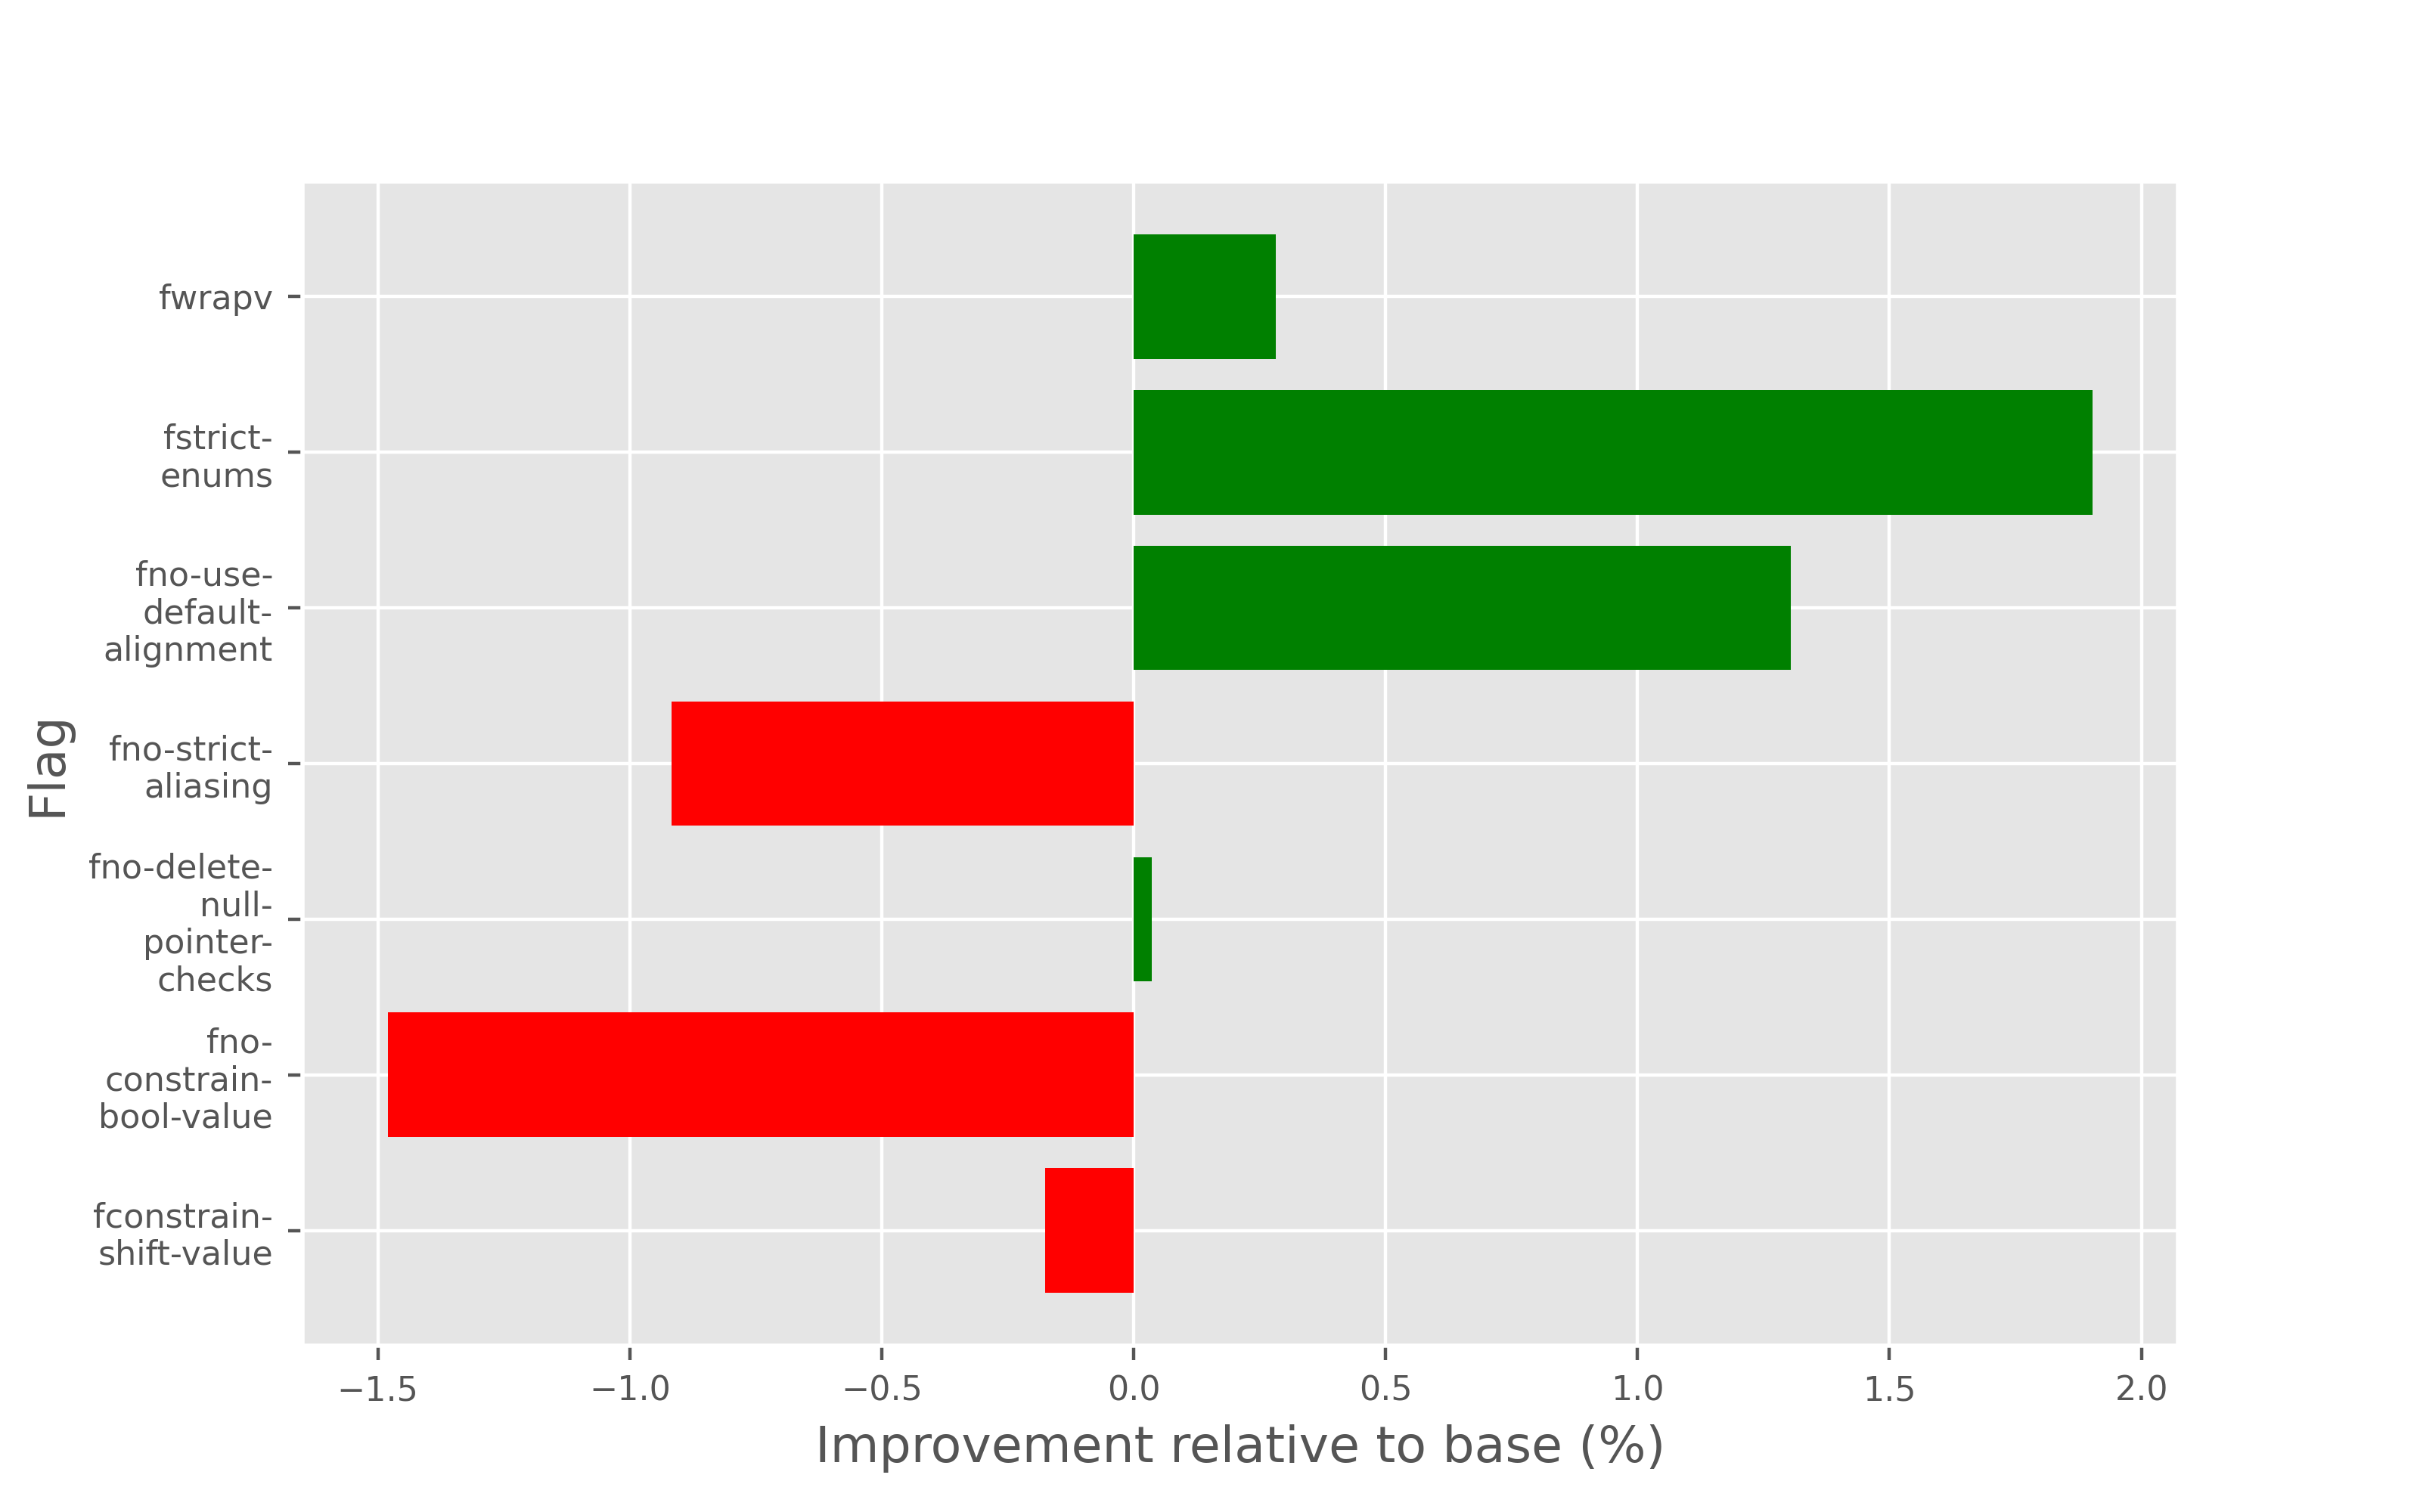 fwrapv
fstrict-
enums
fno-use-
default-
alignment
fno-strict-
aliasing
fno-delete-
null-
pointer-
checks
fno-
constrain-
bool-value
fconstrain-
shift-value
Flag
−1.5 −1.0 −0.5 0.0 0.5 1.0 1.5 2.0
Improvement relative to base (%)